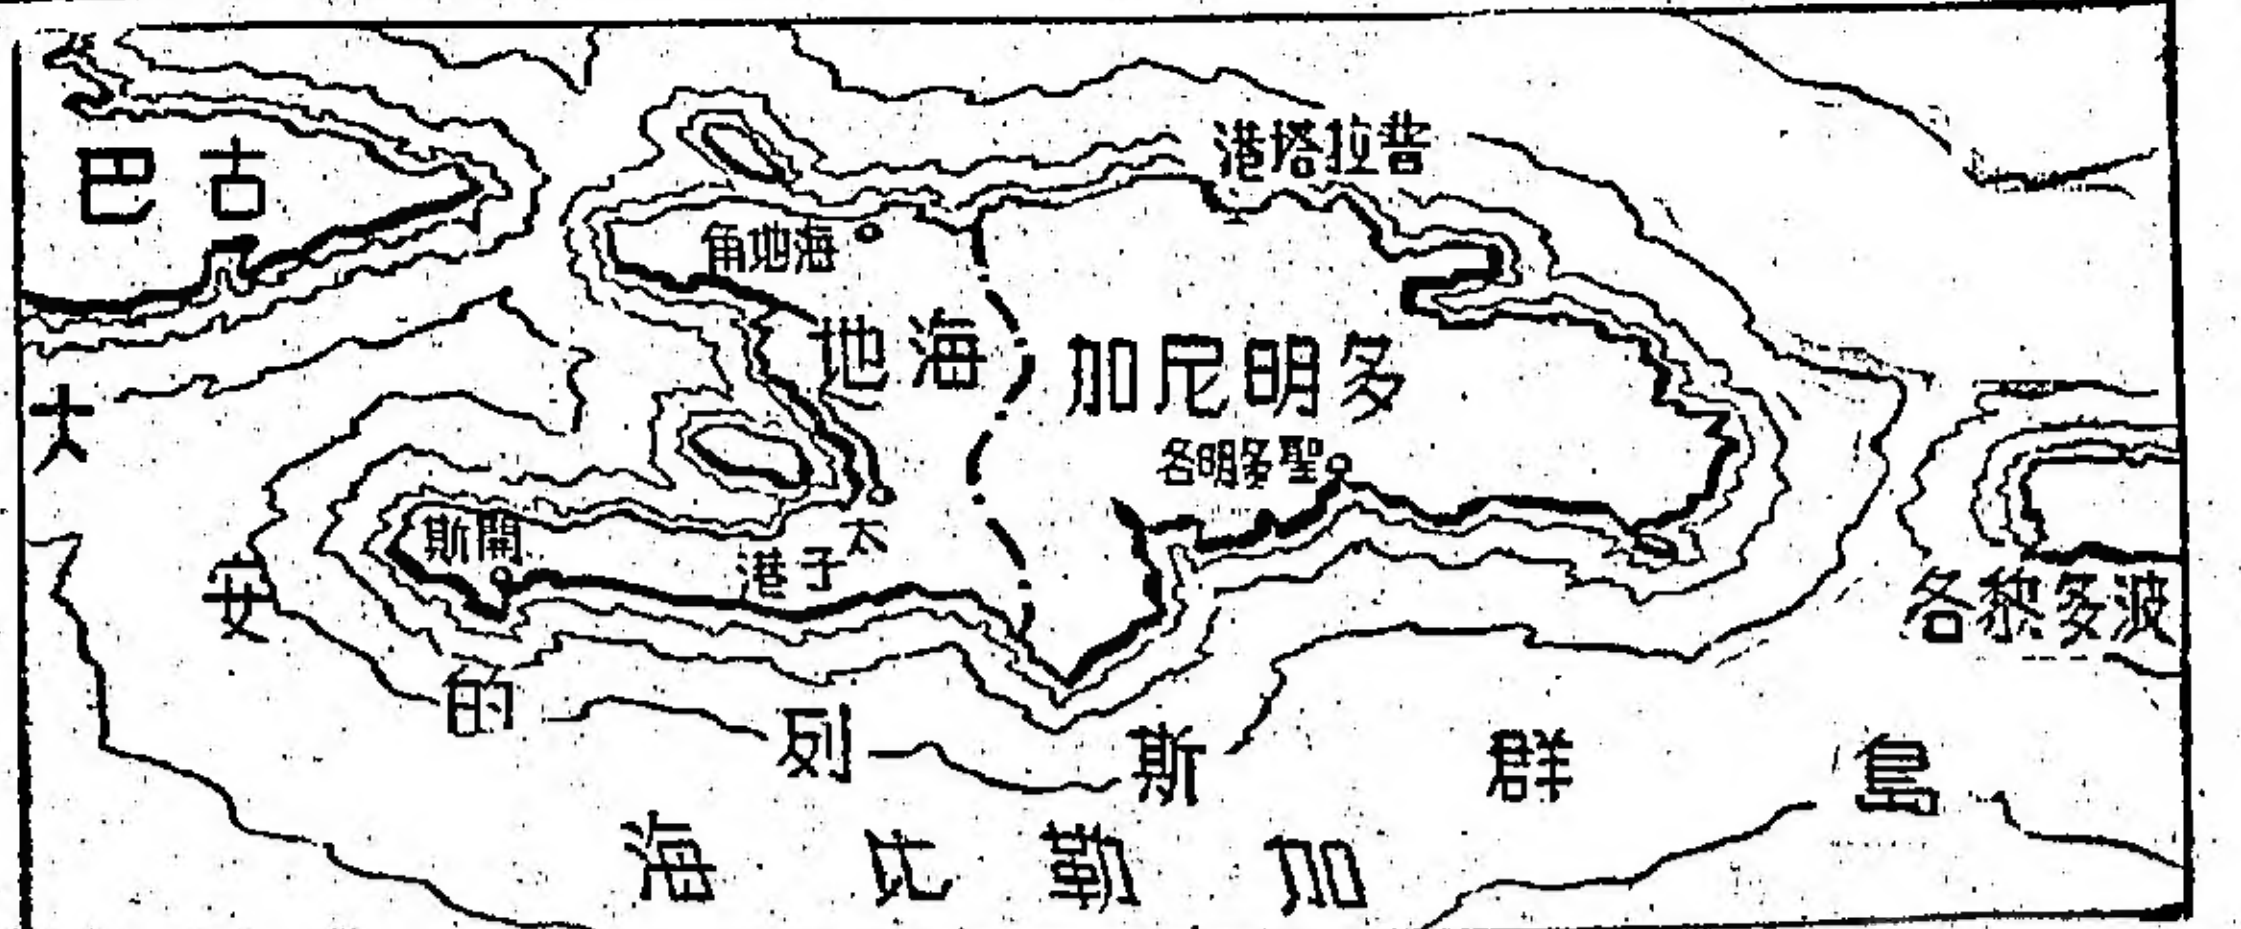 普拉塔港
古巴
海地角
海地
多明尼加
聖多明各
開斯
太子港
波多黎各
大安的列斯群島
加勒比海